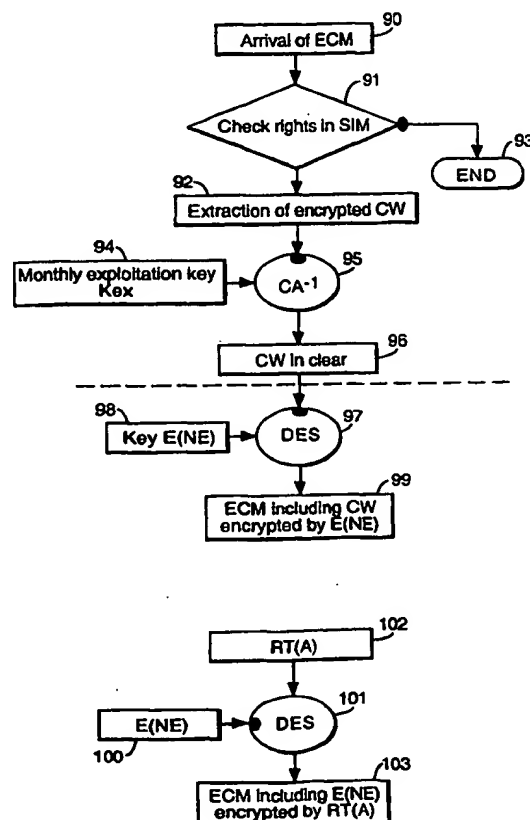 90
Arrival of ECM
91
Check rights in SIM
93
END
92
Extraction of encrypted CW
94
Monthly exploitation key
Kex
95
CA-1
96
CW in clear
98
Key E(NE)
97
DES
99
ECM including CW
encrypted by E(NE)
102
RT(A)
101
E(NE)
DES
100
103
ECM including E(NE)
encrypted by RT(A)